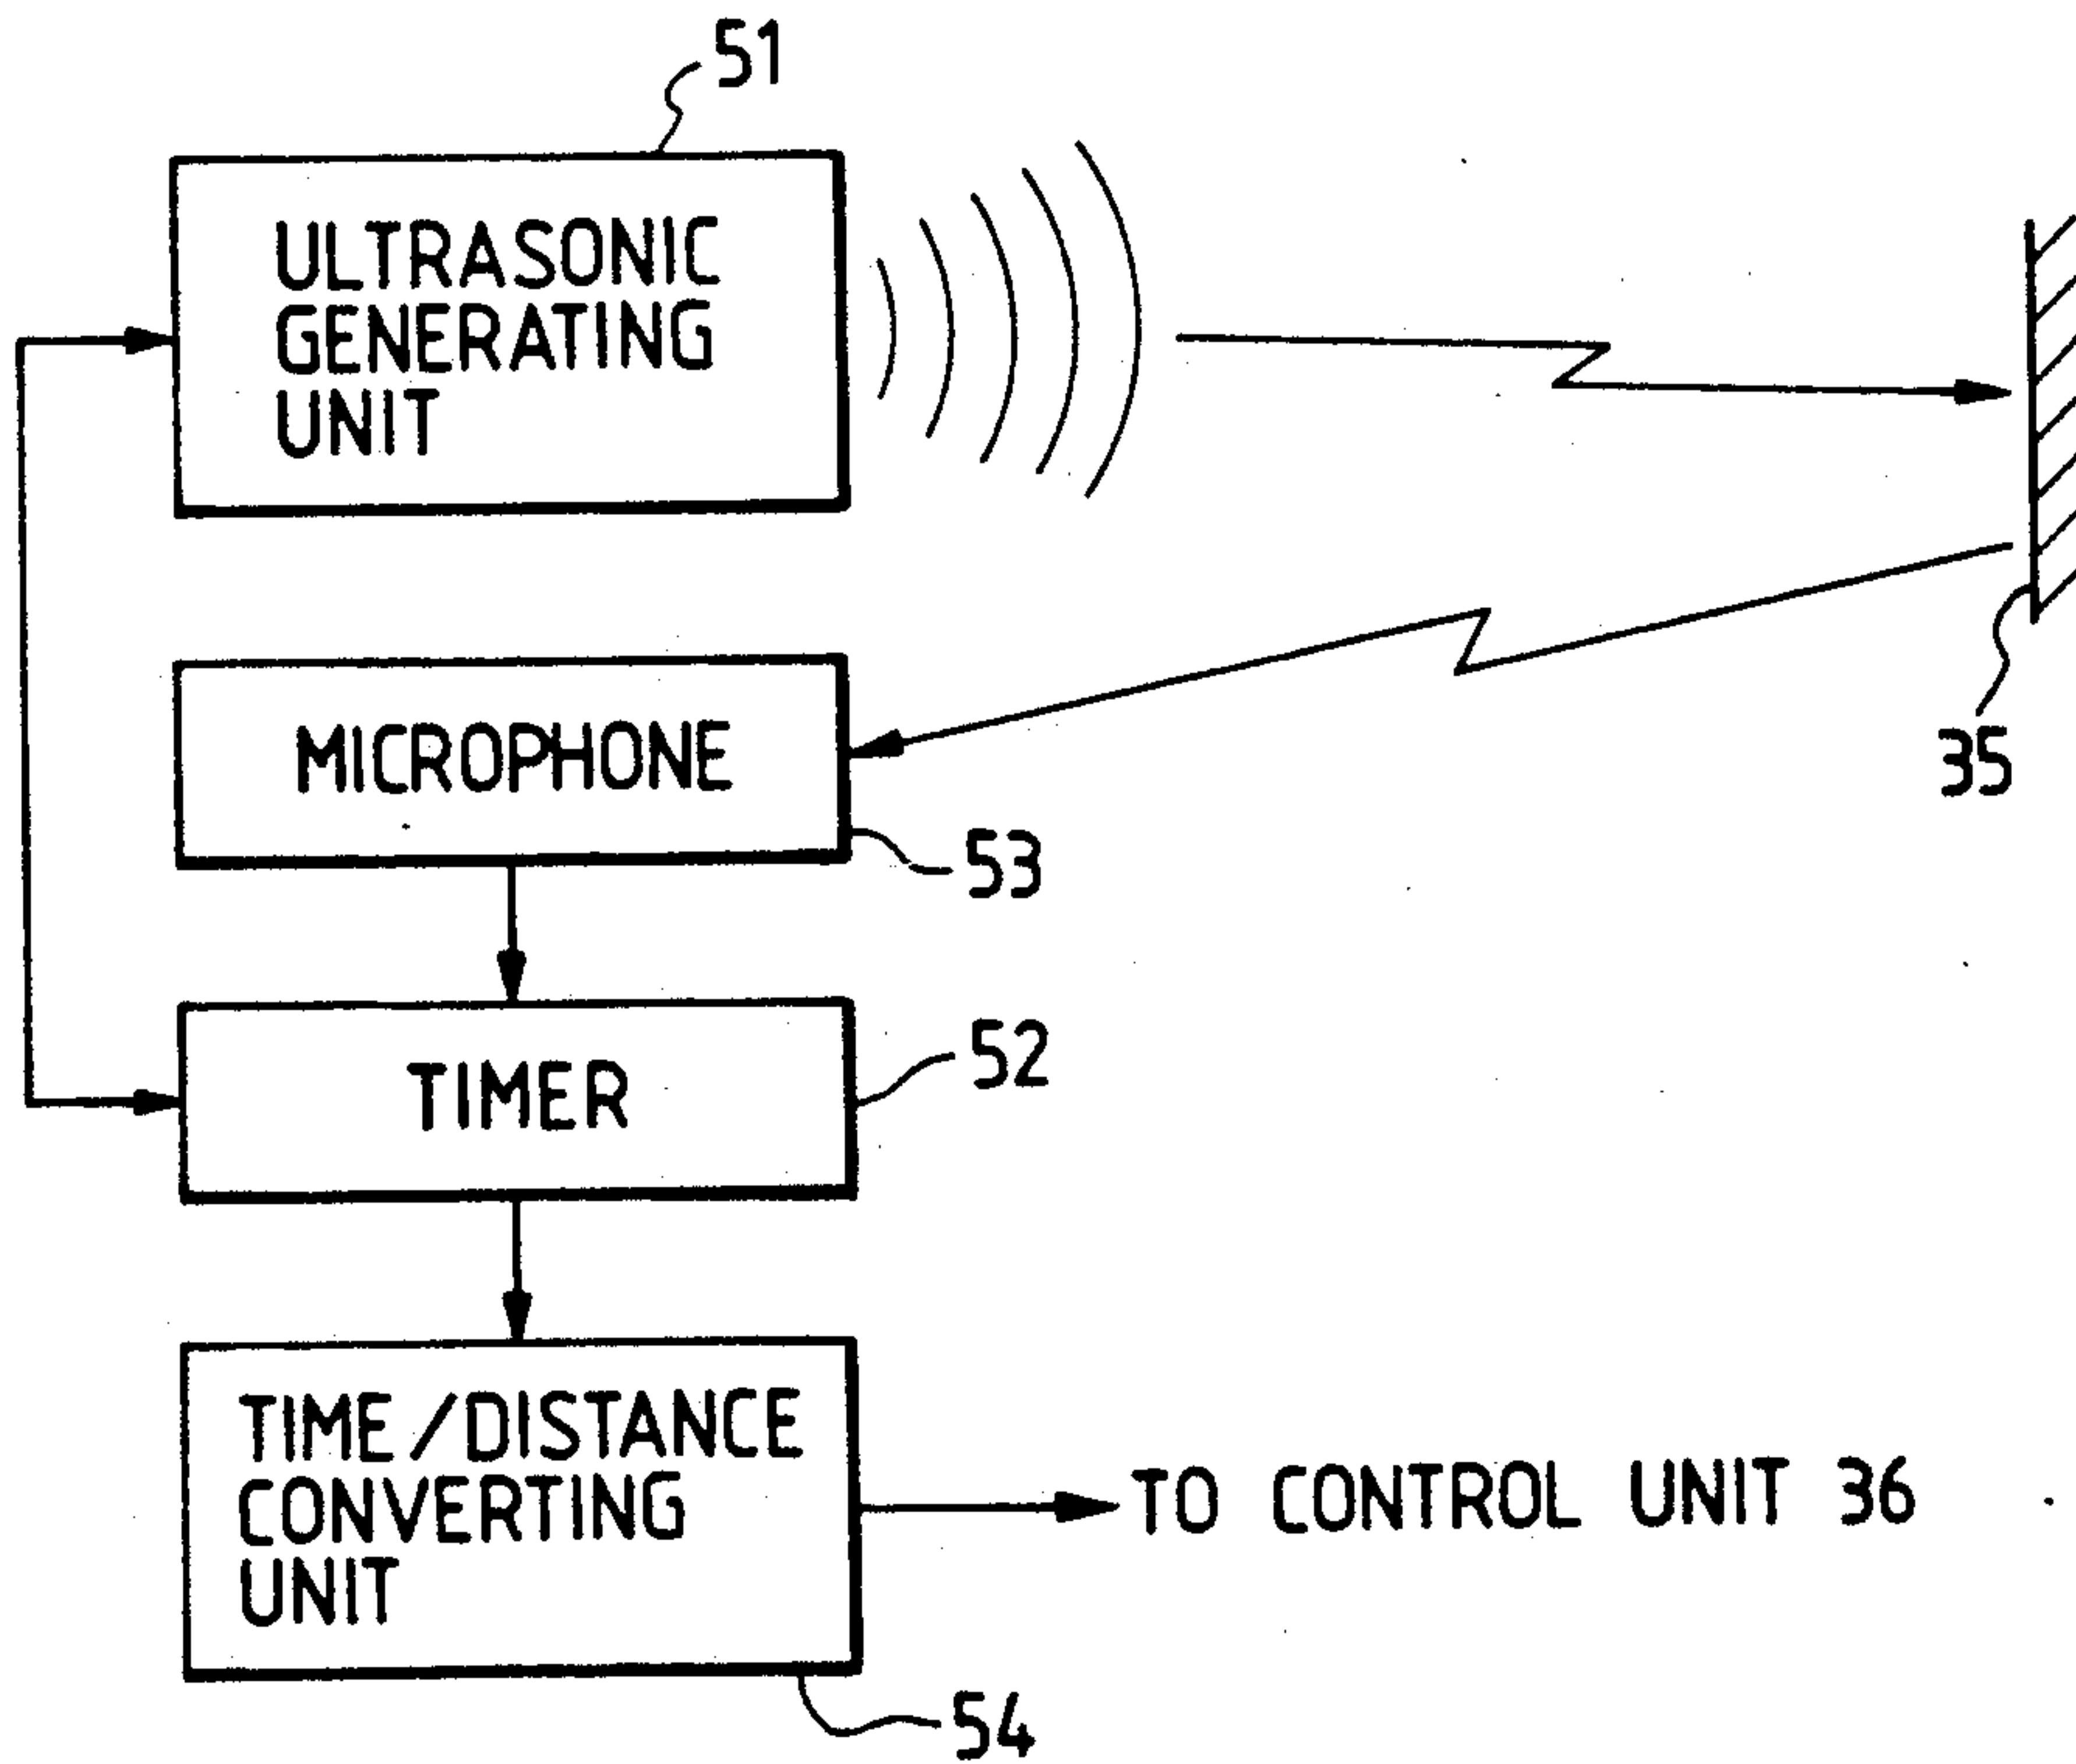 51
ULTRASONIC
GENERATING
UNIT
35
MICROPHONE
53
52
TIMER
TIME/DISTANCE
CONVERTING
UNIT
TO CONTROL UNIT 36
54